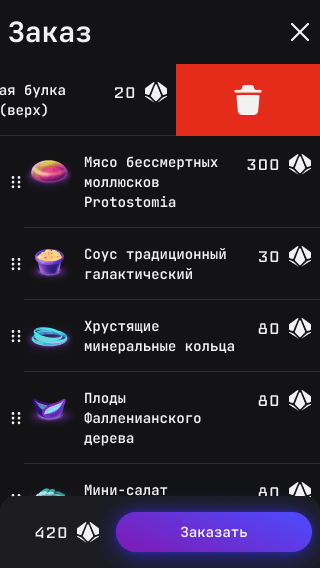 Заказ
ая булка
(верх)
20
Мясо бессмертных
моллюсков
Protostomia
300
Соус традиционный
галактический
30
Хрустящие
минеральные кольца
80
Плоды
Фалленианского
дерева
80
Мини-салат
80
420
Заказать